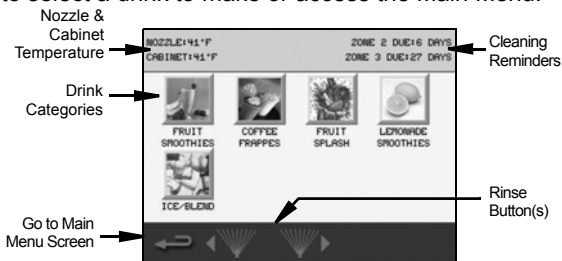 to select a drink to make or access the Main Menu.
Nozzle &
Cabinet
Temperature
NOZZLE:41°F
CABINET:41°F
ZONE 2 DUE:6 DAYS
ZONE 3 DUE:27 DAYS
Cleaning
Reminders
Drink
Categories
FRUIT
SMOOTHIES
COFFEE
FRAPPES
FRUIT
SPLASH
LEMONADE
SMOOTHIES
ICE/BLEND
Rinse
Button(s)
Go to Main
Menu Screen